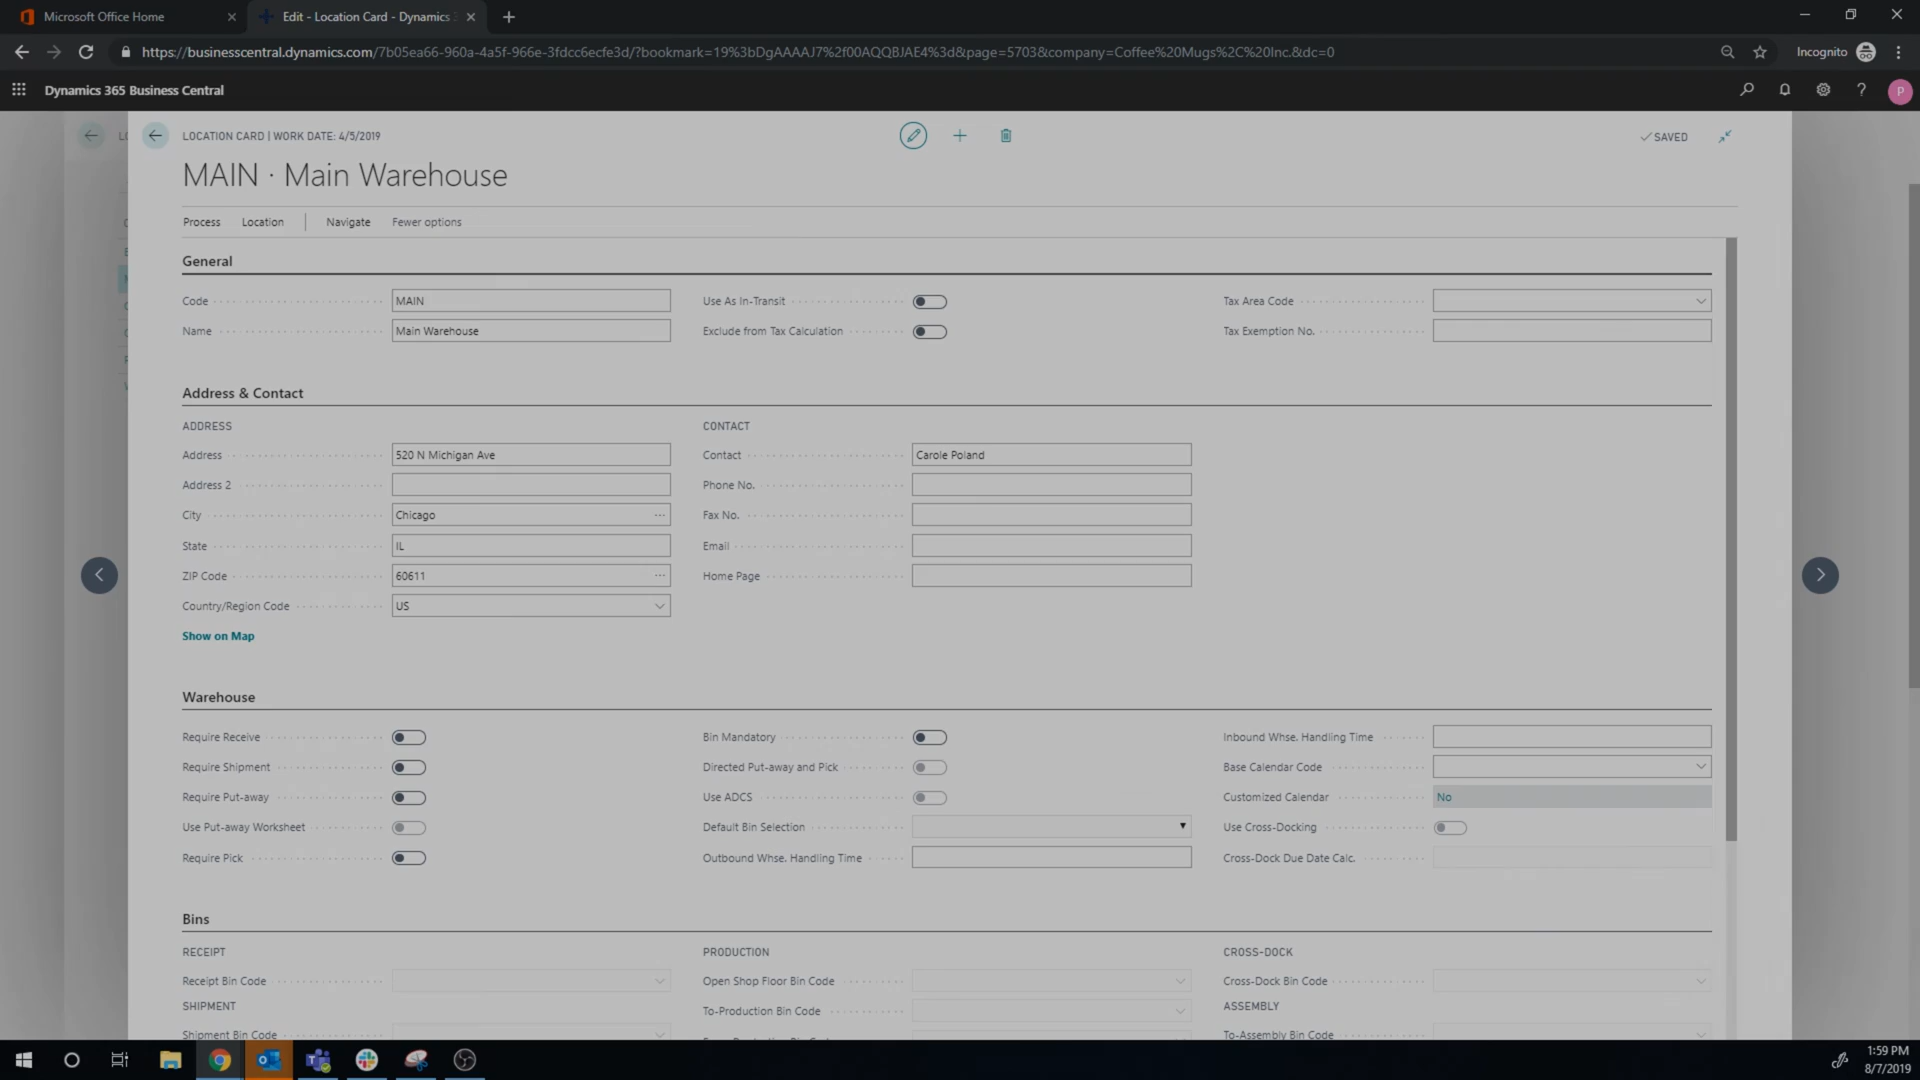 Microsoft Office Home
Edit - Location Card - Dynamics 3
https://businesscentral.dynamics.com/7b05ea66-960a-4a5f-966e-3fdcc6ecfe3d/?bookmark=19%3bDgAAAAJ7%2f00AQQBJAE4%3d&page=5703&company=Coffee%20Mugs%2C%20Inc.&dc=0
Incognito
Dynamics 365 Business Central
?
P
LOCATION CARD | WORK DATE: 4/5/2019
SAVED
MAIN · Main Warehouse
Process Location Navigate Fewer options
General
Code MAIN Use As In-Transit Tax Area Code
Name Main Warehouse Exclude from Tax Calculation Tax Exemption No.
Address & Contact
ADDRESS CONTACT
Address 520 N Michigan Ave Contact Carole Poland
Address 2 Phone No.
City Chicago Fax No.
State IL Email
ZIP Code 60611 Home Page
Country/Region Code US
Show on Map
Warehouse
Require Receive Bin Mandatory Inbound Whse. Handling Time
Require Shipment Directed Put-away and Pick Base Calendar Code
Require Put-away Use ADCS Customized Calendar No
Use Put-away Worksheet Default Bin Selection Use Cross-Docking
Require Pick Outbound Whse. Handling Time Cross-Dock Due Date Calc.
Bins
RECEIPT PRODUCTION CROSS-DOCK
Receipt Bin Code Open Shop Floor Bin Code Cross-Dock Bin Code
SHIPMENT To-Production Bin Code ASSEMBLY
Shipment Bin Code To-Assembly Bin Code
1:59 PM
8/7/2019